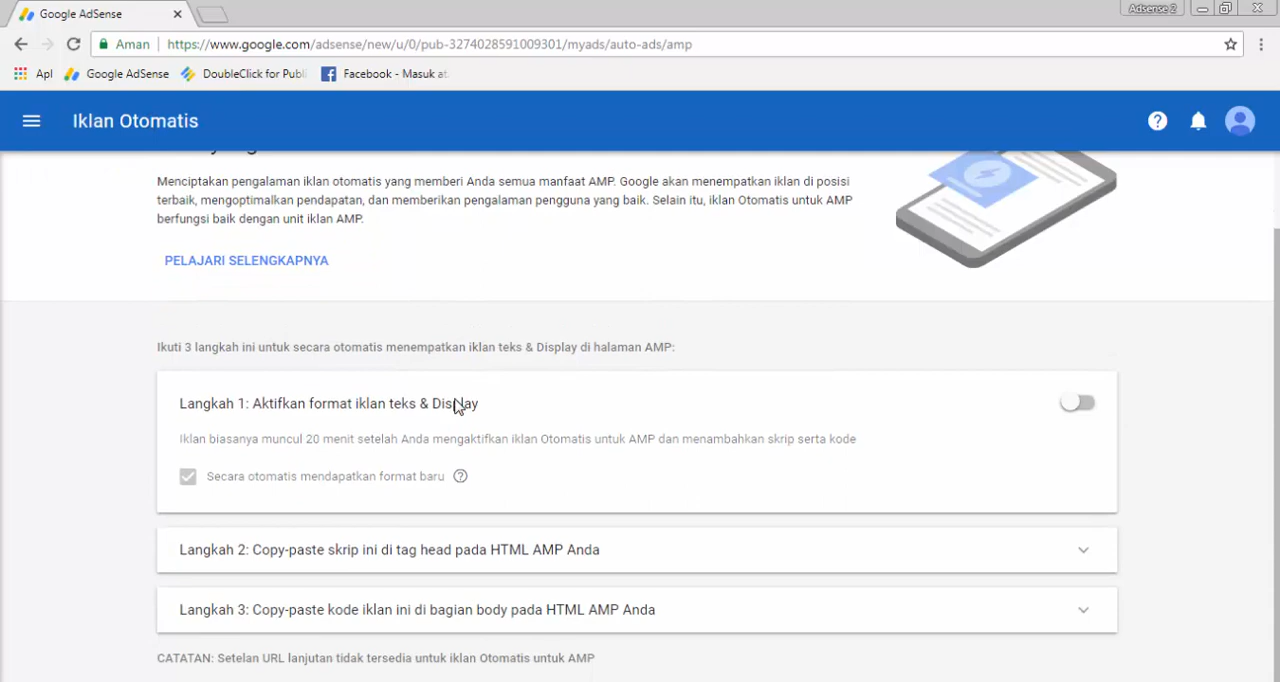 Google AdSense
Adsense 2
Aman
https://www.google.com/adsense/new/u/0/pub-3274028591009301/myads/auto-ads/amp
Apl
Google AdSense
DoubleClick for Publ
Facebook - Masuk at
Iklan Otomatis
Menciptakan pengalaman iklan otomatis yang memberi Anda semua manfaat AMP. Google akan menempatkan iklan di posisi
terbaik, mengoptimalkan pendapatan, dan memberikan pengalaman pengguna yang baik. Selain itu, iklan Otomatis untuk AMP
berfungsi baik dengan unit iklan AMP.
PELAJARI SELENGKAPNYA
Ikuti 3 langkah ini untuk secara otomatis menempatkan iklan teks & Display di halaman AMP:
Langkah 1: Aktifkan format iklan teks & Display
Iklan biasanya muncul 20 menit setelah Anda mengaktifkan iklan Otomatis untuk AMP dan menambahkan skrip serta kode
Secara otomatis mendapatkan format baru
Langkah 2: Copy-paste skrip ini di tag head pada HTML AMP Anda
Langkah 3: Copy-paste kode iklan ini di bagian body pada HTML AMP Anda
CATATAN: Setelan URL lanjutan tidak tersedia untuk iklan Otomatis untuk AMP